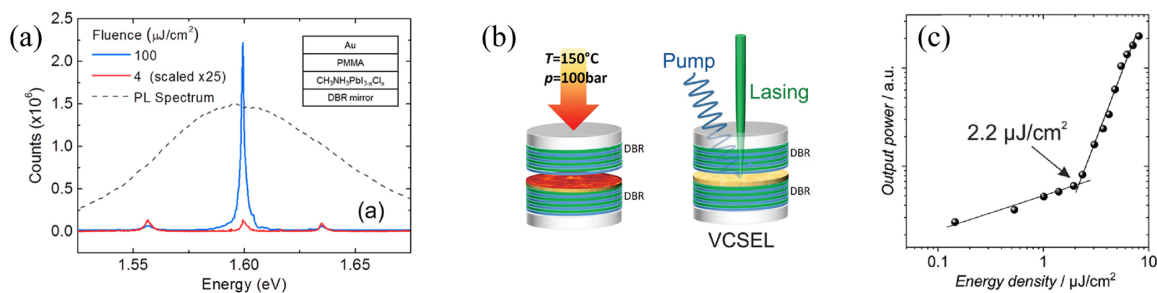 (a)
2.5
2.0
1.5
1.0
0.5
0.0
Counts (x10⁶)
Fluence (μJ/cm²)
100
4 (scaled x25)
PL Spectrum
Au
PMMA
CH₃NH₃PbI₃₋ₓClₓ
DBR mirror
(a)
1.55
1.60
1.65
Energy (eV)
(b)
T=150°C
p=100bar
DBR
DBR
Pump
Lasing
DBR
DBR
VCSEL
(c)
Output power / a.u.
2.2 μJ/cm²
0.1
1
10
Energy density / μJ/cm²